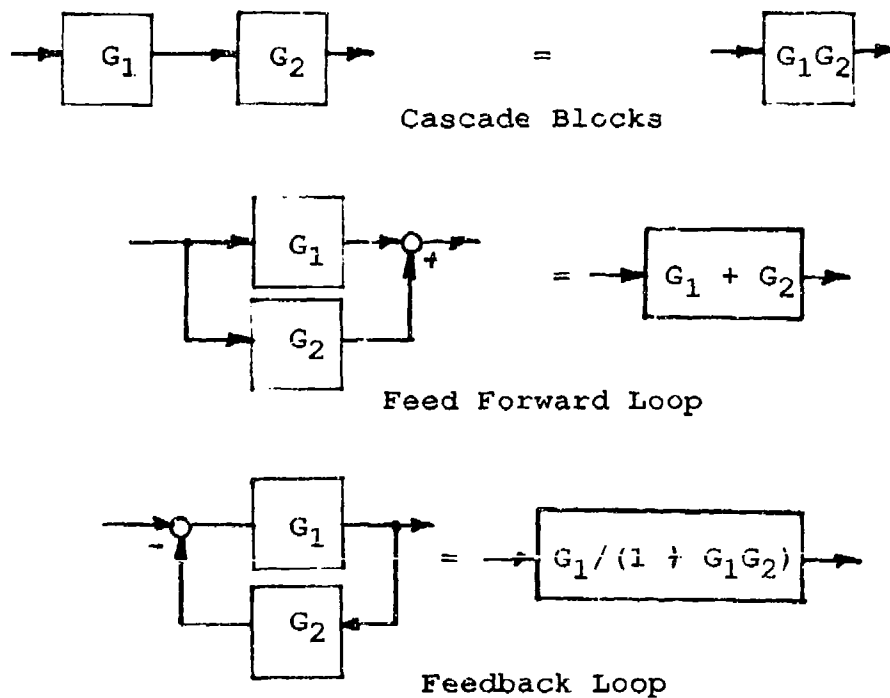 G1 G2 = G1G2
Cascade Blocks
G1 + = G1 + G2
G2
Feed Forward Loop
- G1 = G1/(1 + G1G2)
G2
Feedback Loop